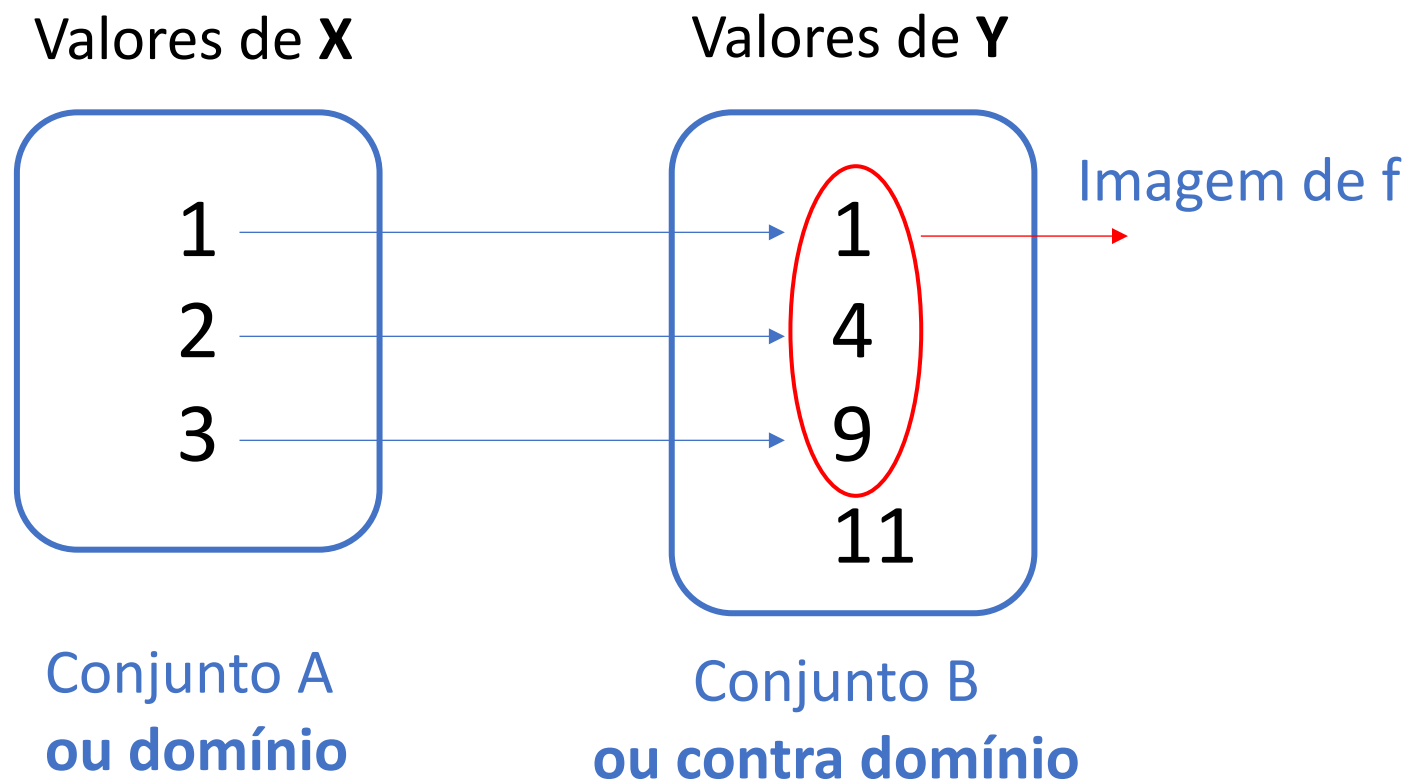 Valores de X
Valores de Y
Imagem de f
1
1
2
4
3
9
11
Conjunto A
ou domínio
Conjunto B
ou contra domínio